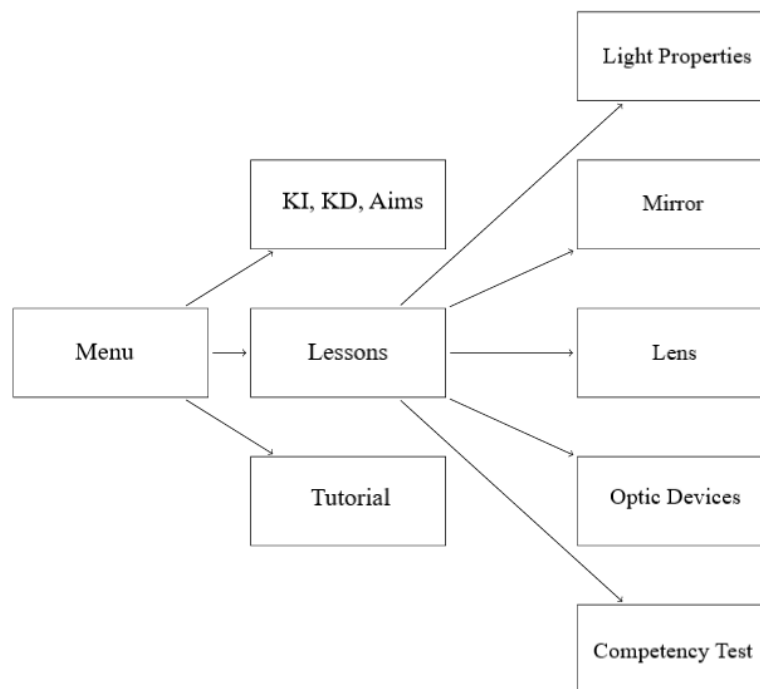 Light Properties
KI, KD, Aims
Mirror
Menu
Lessons
Lens
Tutorial
Optic Devices
Competency Test